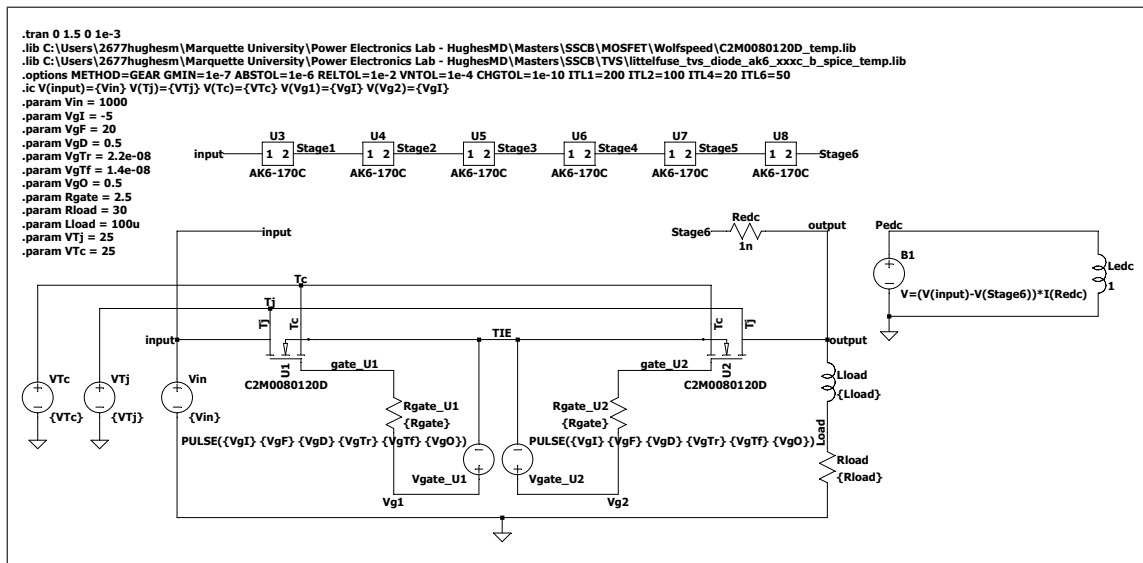 .tran 0 1.5 0 1e-3
.lib C:\Users\2677hughesm\Marquette University\Power Electronics Lab - HughesMD\Masters\SSCB\MOSFET\Wolfspeed\C2M0080120D_temp.lib
.lib C:\Users\2677hughesm\Marquette University\Power Electronics Lab - HughesMD\Masters\SSCB\TVS\littelfuse_tvs_diode_ak6_xxxc_b_spice_temp.lib
.options METHOD=GEAR GMIN=1e-7 ABSTOL=1e-6 RELTOL=1e-2 VNTOL=1e-4 CHGTOL=1e-10 ITL1=200 ITL2=100 ITL4=20 ITL6=50
.ic V(input)={Vin} V(Tj)={VTj} V(Tc)={VTc} V(Vg1)={VgI} V(Vg2)={VgI}
.param Vin = 1000
.param VgI = -5
.param VgF = 20
.param VgD = 0.5
.param VgTr = 2.2e-08
.param VgTf = 1.4e-08
.param VgO = 0.5
.param Rgate = 2.5
.param Rload = 30
.param Lload = 100u
.param VTj = 25
.param VTc = 25
U3 U4 U5 U6 U7 U8
input 1 2 Stage1 1 2 Stage2 1 2 Stage3 1 2 Stage4 1 2 Stage5 1 2 Stage6
AK6-170C AK6-170C AK6-170C AK6-170C AK6-170C AK6-170C
input
Stage6 Redc output
1n
Pedc
B1
V=(V(input)-V(Stage6))*I(Redc)
Ledc
1
Tc
Tj
Tj Tc Tc Tj
input TIE output
U1 gate_U1 gate_U2 U2
C2M0080120D C2M0080120D
VTc VTj Vin
{VTc} {VTj} {Vin}
Rgate_U1 Rgate_U2
{Rgate} {Rgate}
PULSE({VgI} {VgF} {VgD} {VgTr} {VgTf} {VgO}) PULSE({VgI} {VgF} {VgD} {VgTr} {VgTf} {VgO})
Vgate_U1 Vgate_U2
Vg1 Vg2
Lload
{Lload}
Load
Rload
{Rload}